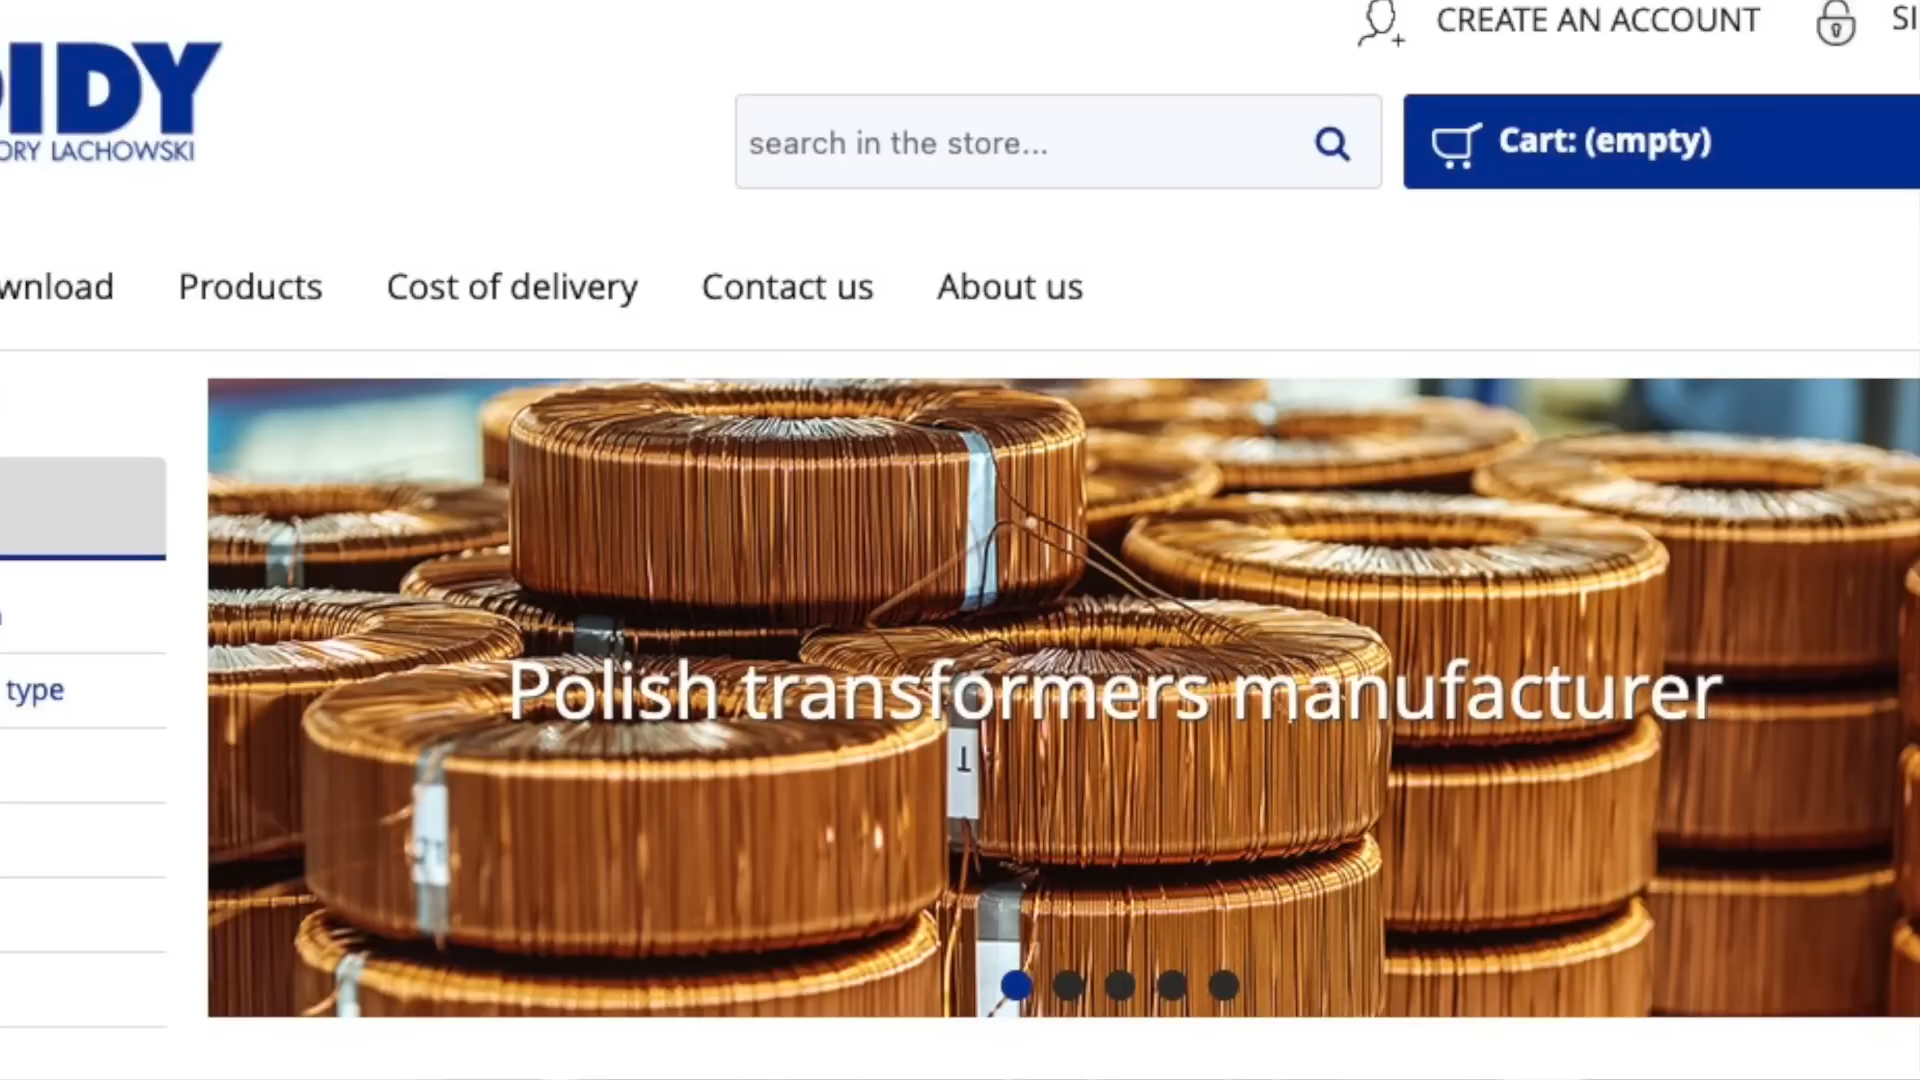 CREATE AN ACCOUNT
IDY
ORY LACHOWSKI
search in the store...
Cart: (empty)
wnload
Products
Cost of delivery
Contact us
About us
type
Polish transformers manufacturer